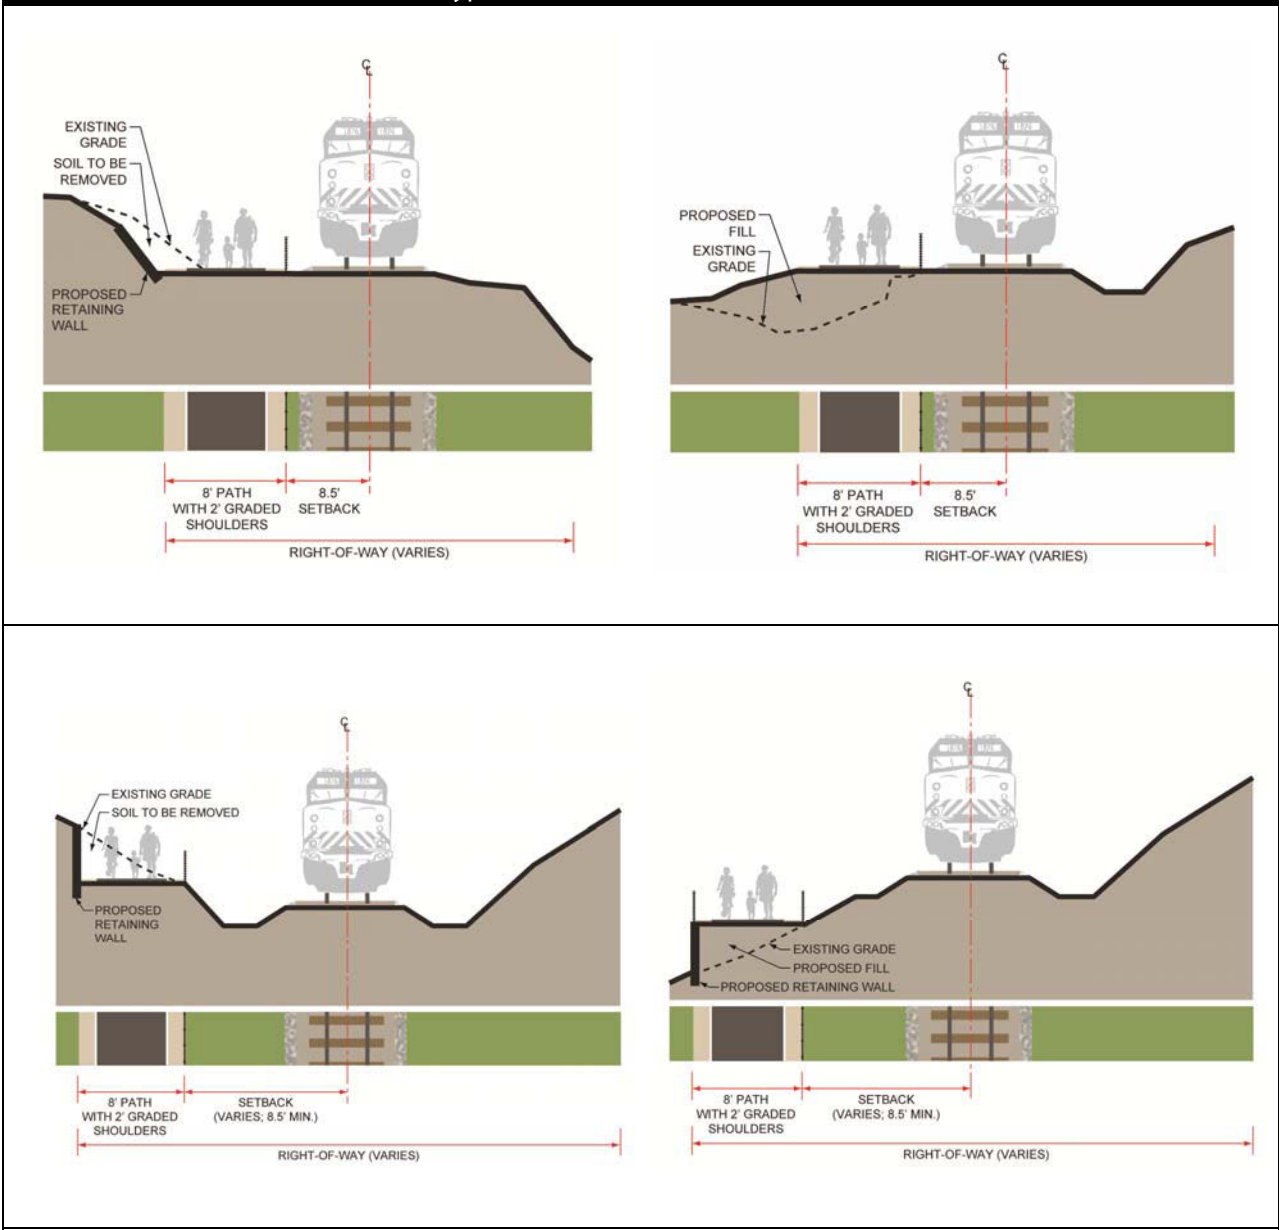 ℄
EXISTING
GRADE
SOIL TO BE
REMOVED
PROPOSED
RETAINING
WALL
8' PATH
WITH 2' GRADED
SHOULDERS
8.5'
SETBACK
RIGHT-OF-WAY (VARIES)
℄
PROPOSED
FILL
EXISTING
GRADE
8' PATH
WITH 2' GRADED
SHOULDERS
8.5'
SETBACK
RIGHT-OF-WAY (VARIES)
℄
EXISTING GRADE
SOIL TO BE REMOVED
PROPOSED
RETAINING
WALL
8' PATH
WITH 2' GRADED
SHOULDERS
SETBACK
(VARIES; 8.5' MIN.)
RIGHT-OF-WAY (VARIES)
℄
EXISTING GRADE
PROPOSED FILL
PROPOSED RETAINING WALL
8' PATH
WITH 2' GRADED
SHOULDERS
SETBACK
(VARIES; 8.5' MIN.)
RIGHT-OF-WAY (VARIES)